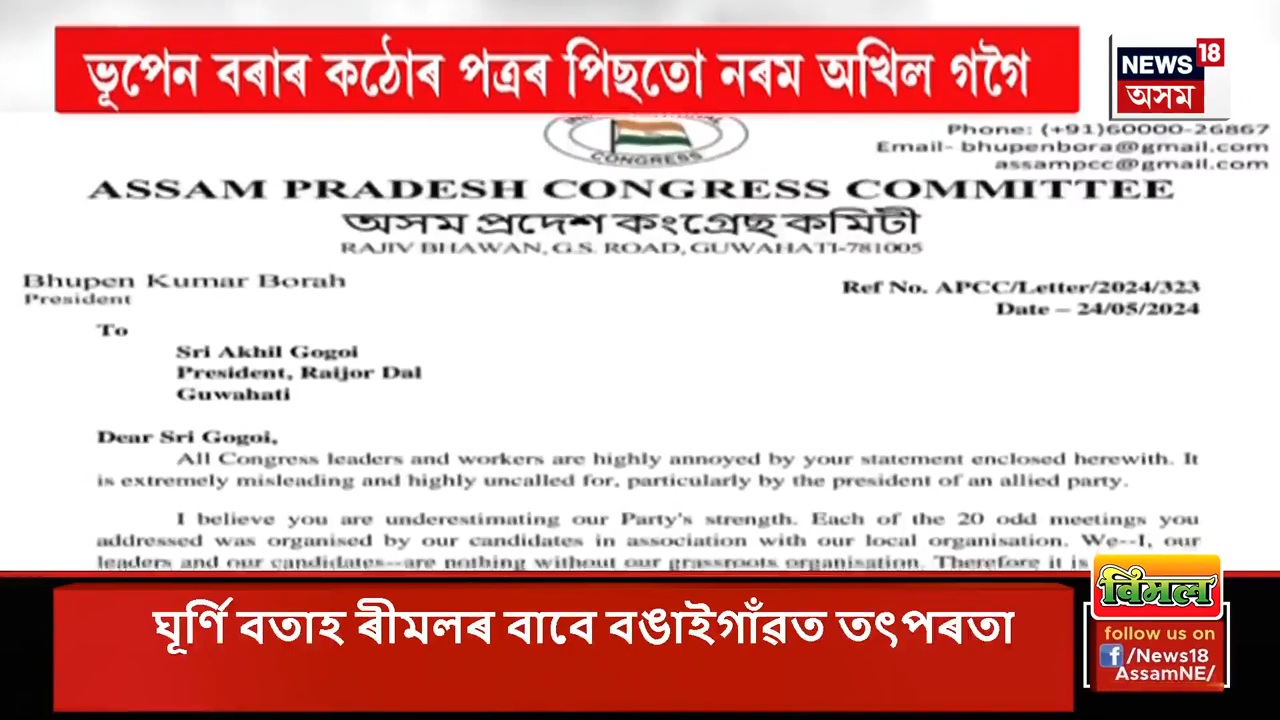 ভূপেন বৰাৰ কঠোৰ পত্ৰৰ পিছতো নৰম অখিল গগৈ
NEWS 18
অসম
CONGRESS
Phone: (+91)60000-26867
Email- bhupenbora@gmail.com
assampcc@gmail.com
ASSAM PRADESH CONGRESS COMMITTEE
অসম প্ৰদেশ কংগ্ৰেছ কমিটী
RAJIV BHAWAN, G.S. ROAD, GUWAHATI-781005
Bhupen Kumar Borah
President
Ref No. APCC/Letter/2024/323
Date – 24/05/2024
To
Sri Akhil Gogoi
President, Raijor Dal
Guwahati
Dear Sri Gogoi,
All Congress leaders and workers are highly annoyed by your statement enclosed herewith. It
is extremely misleading and highly uncalled for, particularly by the president of an allied party.
I believe you are underestimating our Party's strength. Each of the 20 odd meetings you
addressed was organised by our candidates in association with our local organisation. We--I, our
leaders and our candidates--are nothing without our grassroots organisation. Therefore it is
বিমল
ঘূৰ্ণি বতাহ ৰীমলৰ বাবে বঙাইগাঁৱত তৎপৰতা
follow us on
f/News18
AssamNE/